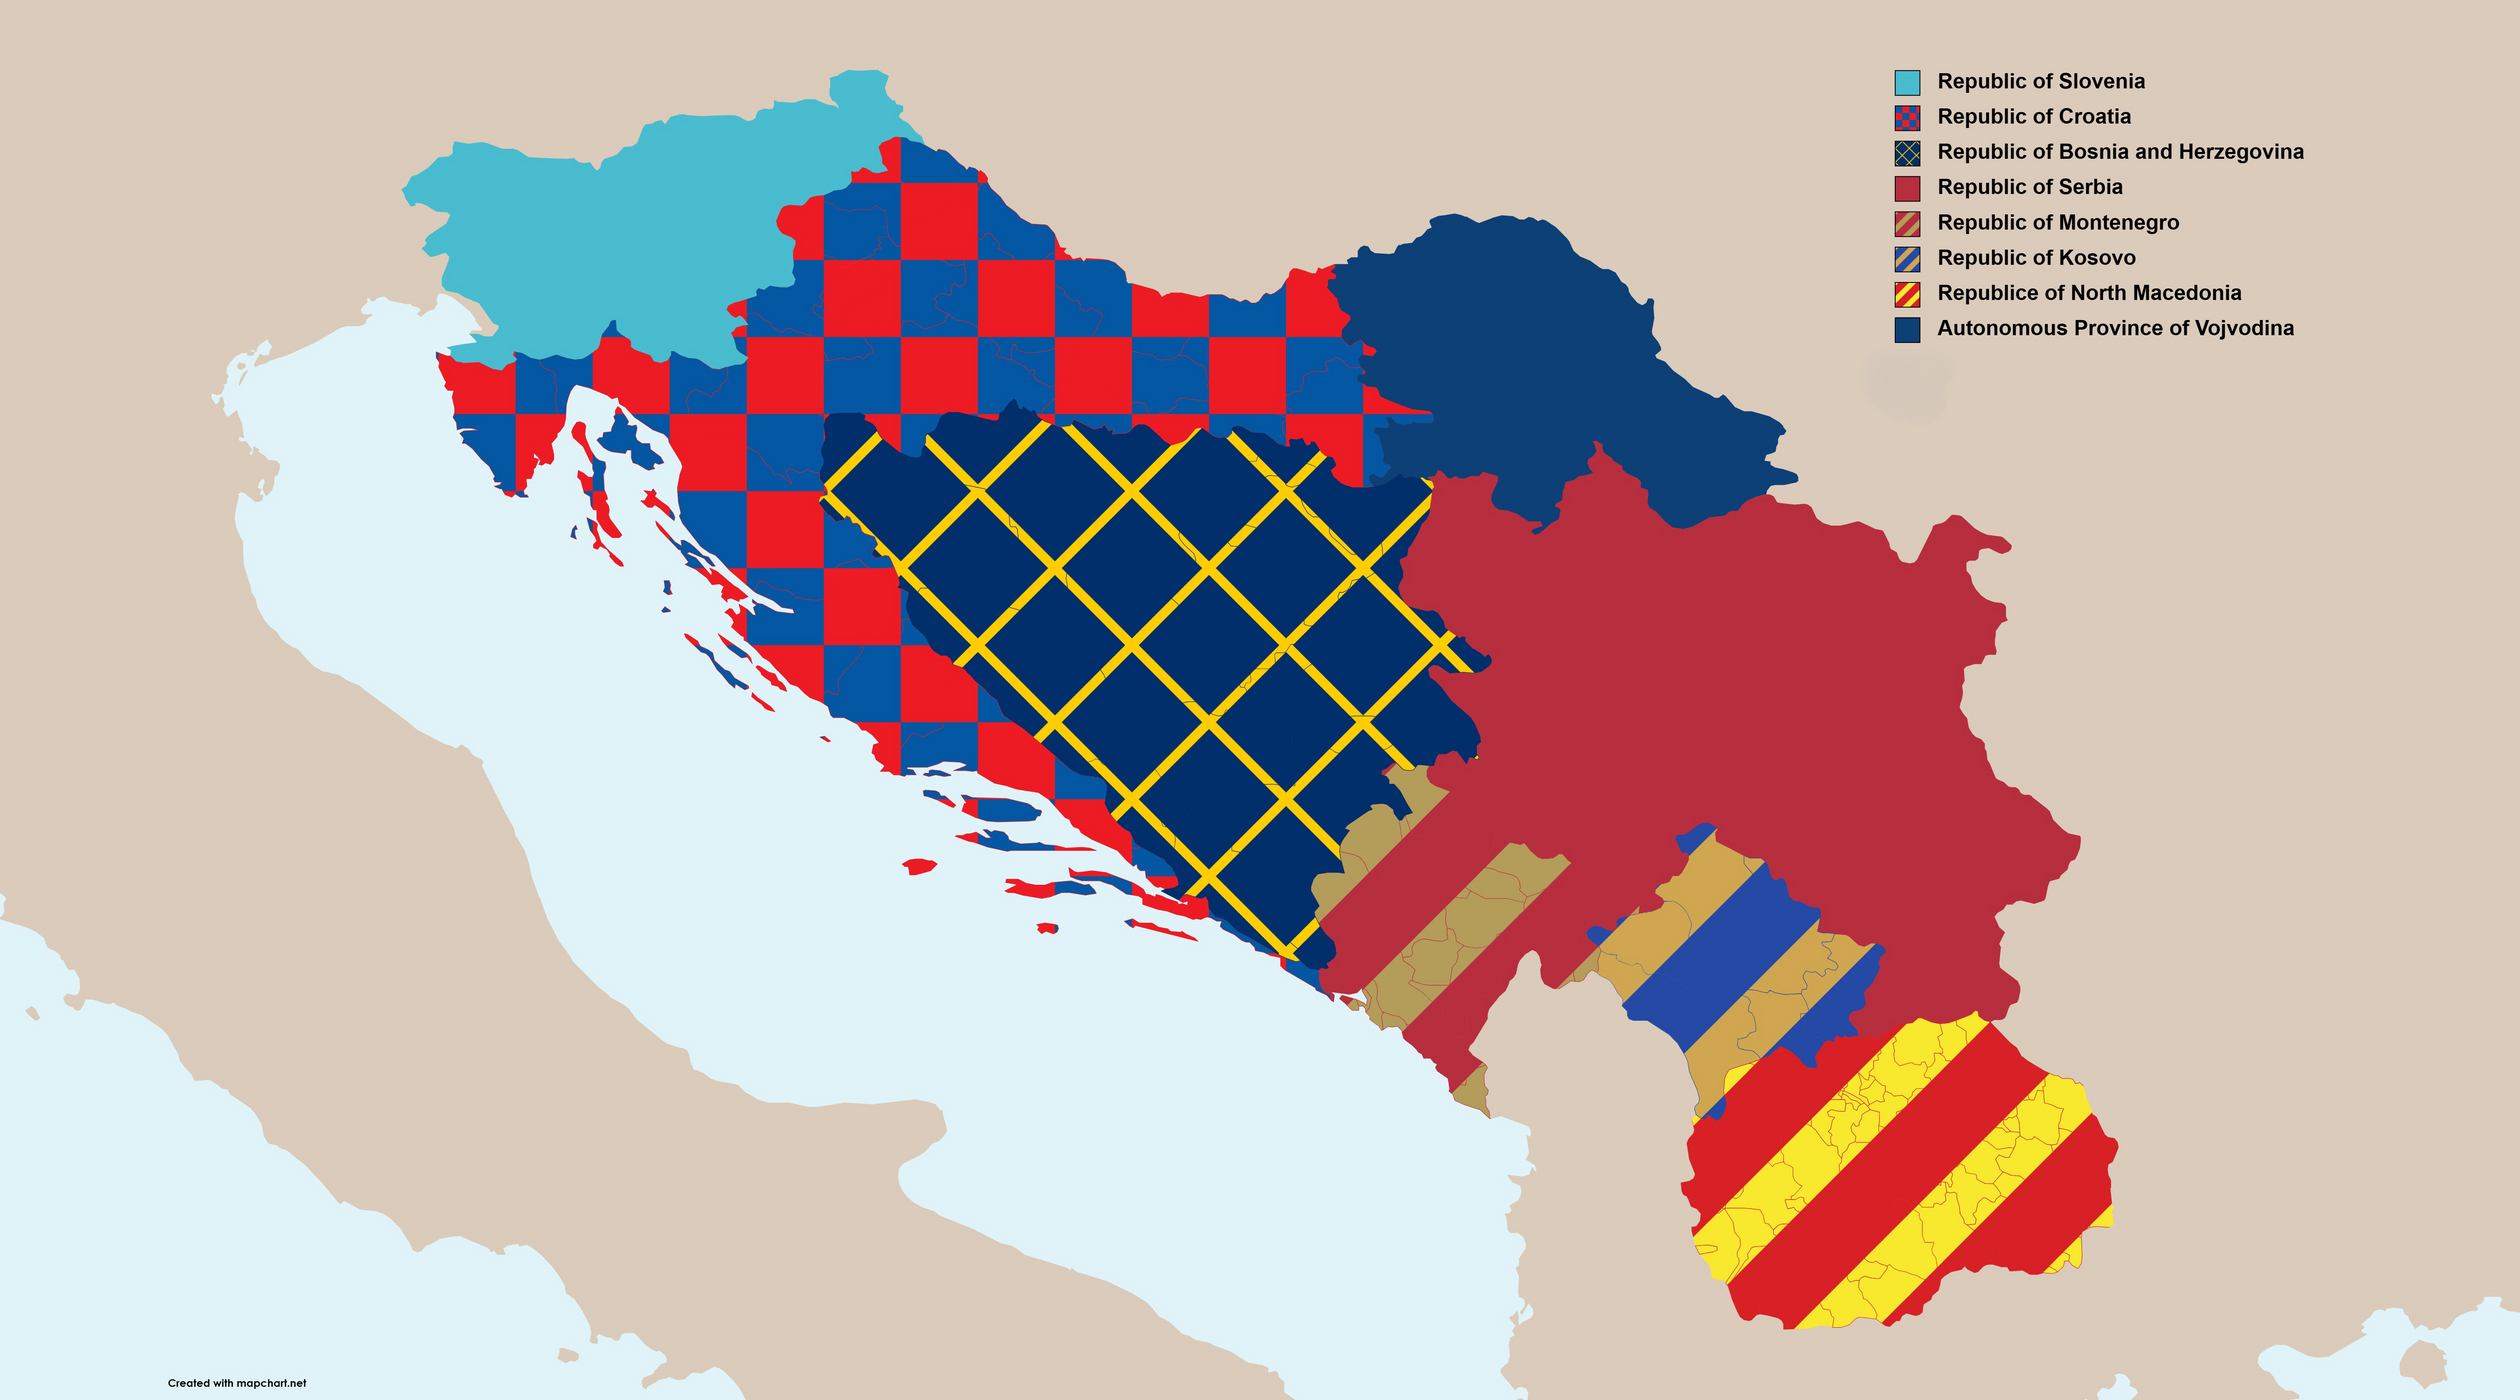 Republic of Slovenia
Republic of Croatia
Republic of Bosnia and Herzegovina
Republic of Serbia
Republic of Montenegro
Republic of Kosovo
Republice of North Macedonia
Autonomous Province of Vojvodina
Created with mapchart.net